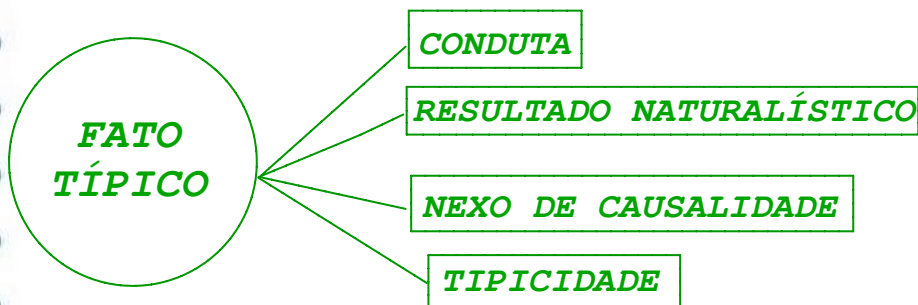 FATO
TÍPICO
CONDUTA
RESULTADO NATURALÍSTICO
NEXO DE CAUSALIDADE
TIPICIDADE